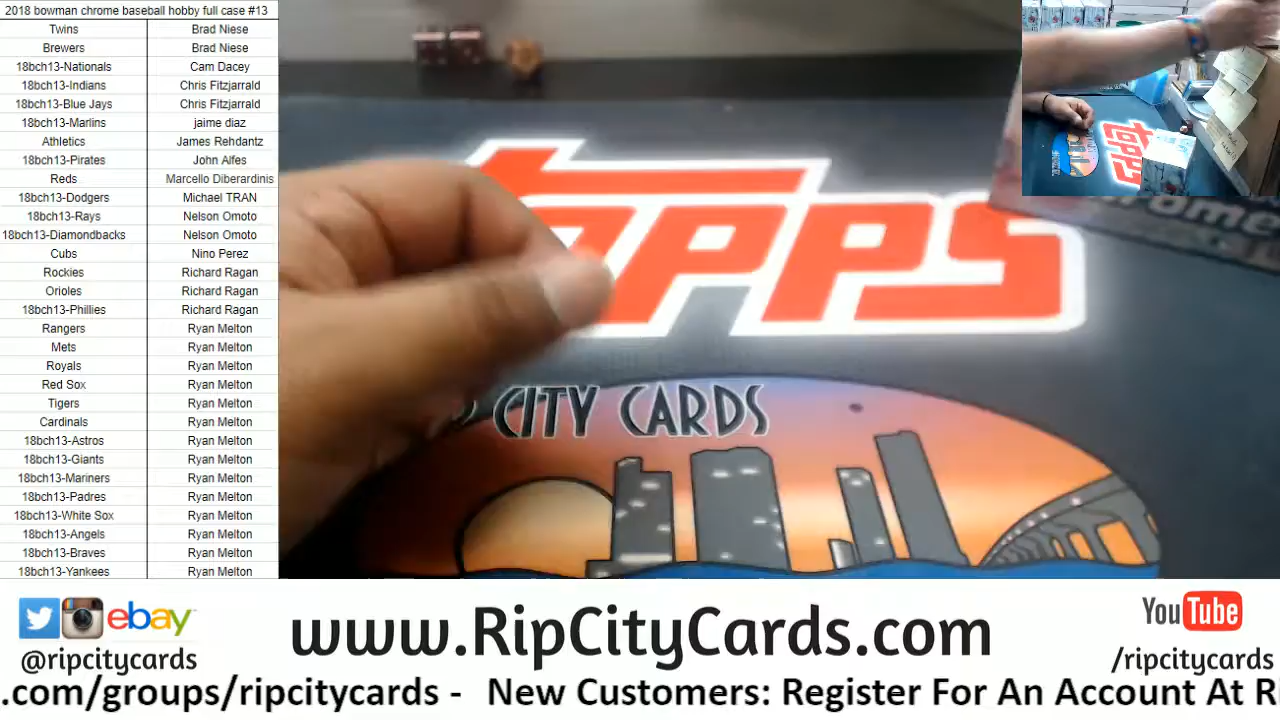 2018 bowman chrome baseball hobby full case #13
Twins Brad Niese
Brewers Brad Niese
18bch13-Nationals Cam Dacey
18bch13-Indians Chris Fitzjarrald
18bch13-Blue Jays Chris Fitzjarrald
18bch13-Marlins jaime diaz
Athletics James Rehdantz
18bch13-Pirates John Alfes
Reds Marcello Diberardinis
18bch13-Dodgers Michael TRAN
18bch13-Rays Nelson Omoto
18bch13-Diamondbacks Nelson Omoto
Cubs Nino Perez
Rockies Richard Ragan
Orioles Richard Ragan
18bch13-Phillies Richard Ragan
Rangers Ryan Melton
Mets Ryan Melton
Royals Ryan Melton
Red Sox Ryan Melton
Tigers Ryan Melton
Cardinals Ryan Melton
18bch13-Astros Ryan Melton
18bch13-Giants Ryan Melton
18bch13-Mariners Ryan Melton
18bch13-Padres Ryan Melton
18bch13-White Sox Ryan Melton
18bch13-Angels Ryan Melton
18bch13-Braves Ryan Melton
18bch13-Yankees Ryan Melton
topps
CITY CARDS
topps
ebay
@ripcitycards
www.RipCityCards.com
YouTube
/ripcitycards
.com/groups/ripcitycards - New Customers: Register For An Account At Ri